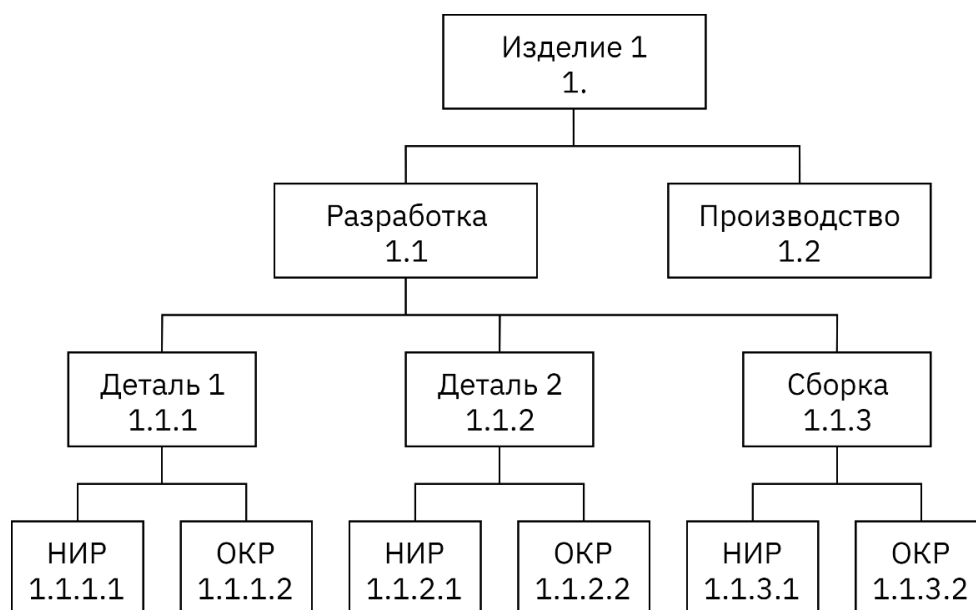 Изделие 1
1.
Разработка
1.1
Производство
1.2
Деталь 1
1.1.1
Деталь 2
1.1.2
Сборка
1.1.3
НИР
1.1.1.1
ОКР
1.1.1.2
НИР
1.1.2.1
ОКР
1.1.2.2
НИР
1.1.3.1
ОКР
1.1.3.2